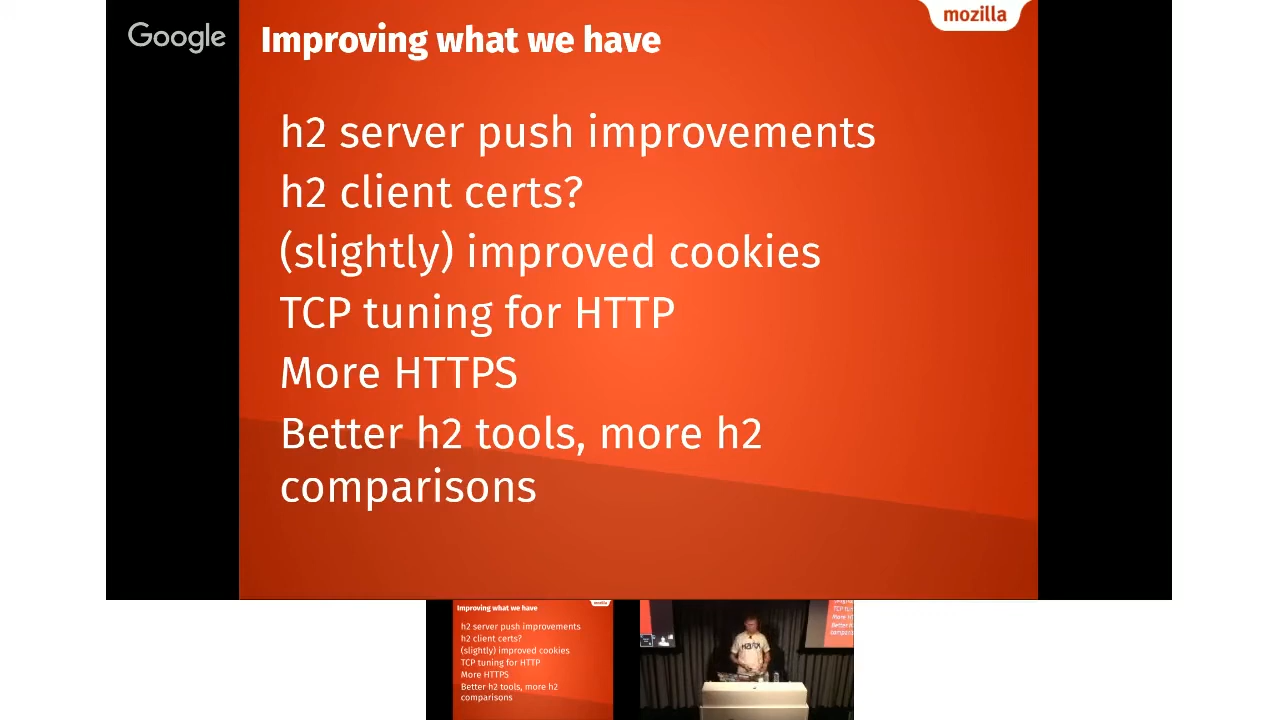 Google
Improving what we have
mozilla
h2 server push improvements
h2 client certs?
(slightly) improved cookies
TCP tuning for HTTP
More HTTPS
Better h2 tools, more h2
comparisons
Improving what we have
mozilla
h2 server push improvements
h2 client certs?
(slightly) improved cookies
TCP tuning for HTTP
More HTTPS
Better h2 tools, more h2
comparisons